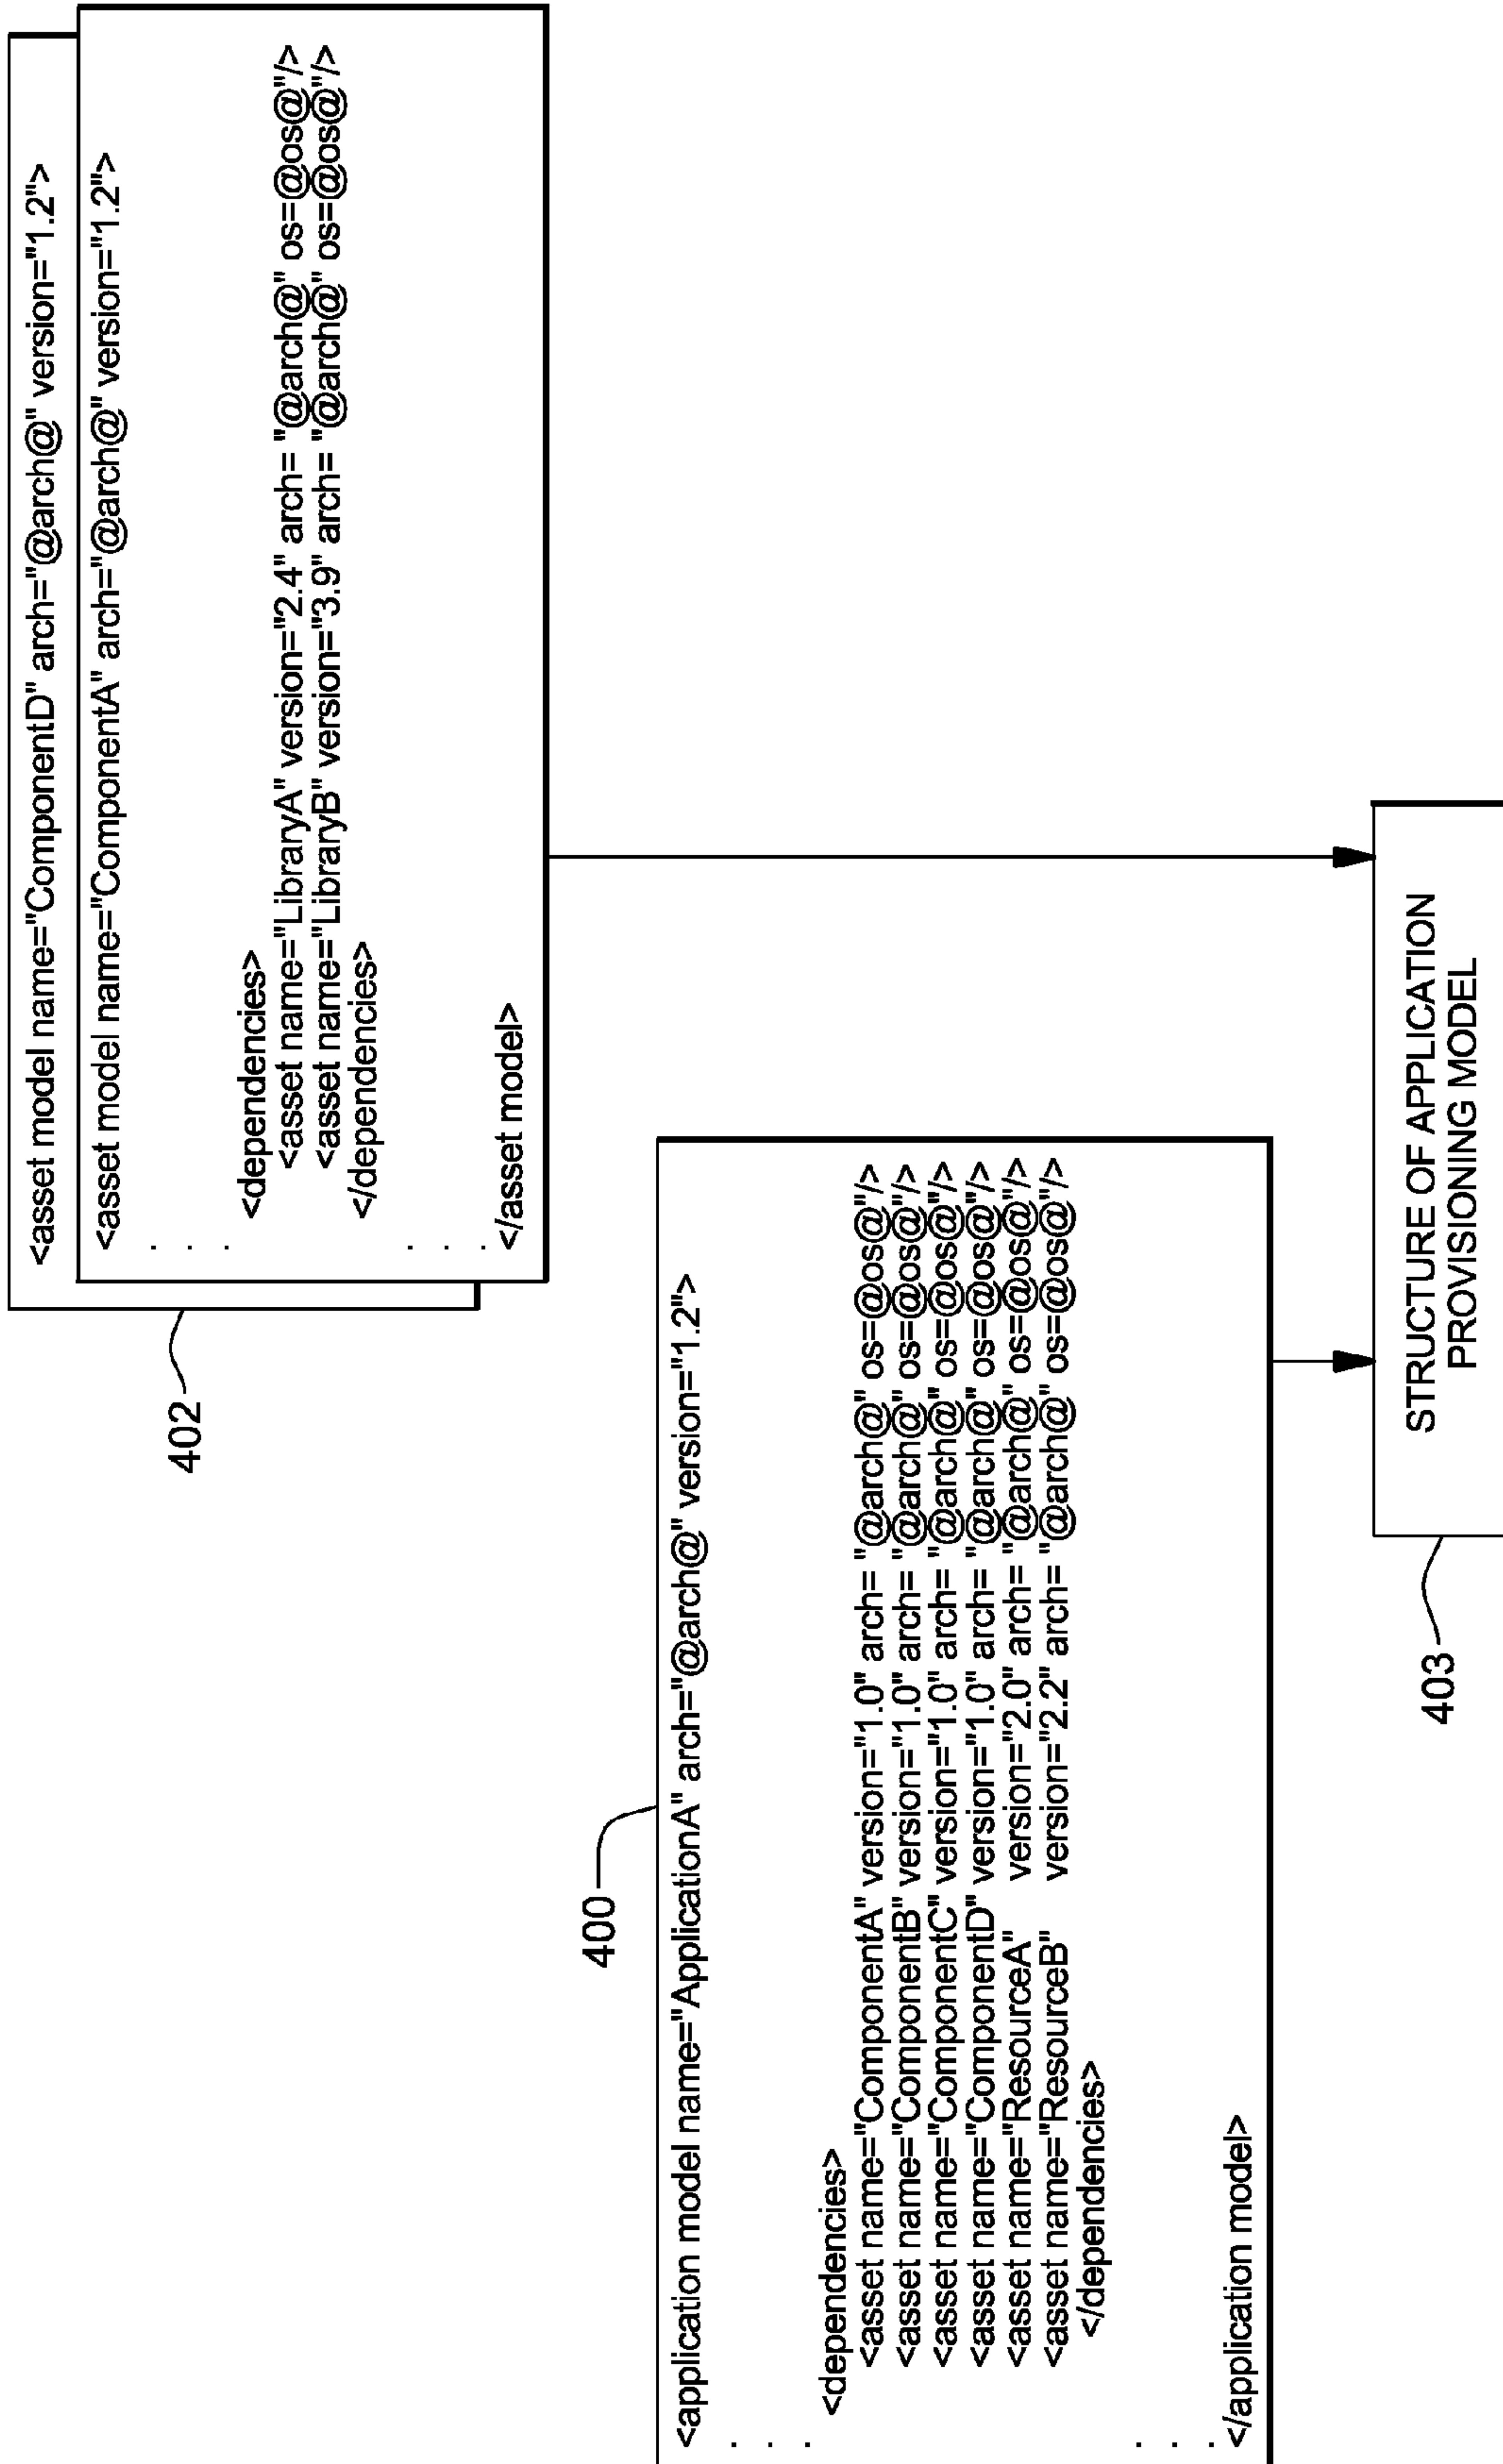 <asset model name="ComponentD" arch="@arch@" version="1.2">
<asset model name="ComponentA" arch="@arch@" version="1.2">
. . .
<dependencies>
<asset name="LibraryA" version="2.4" arch= "@arch@" os=@os@"/>
<asset name="LibraryB" version="3.9" arch= "@arch@" os=@os@"/>
</dependencies>
. . .
</asset model>
402
400
<application model name="ApplicationA" arch="@arch@" version="1.2">
. . .
<dependencies>
<asset name="ComponentA" version="1.0" arch= "@arch@" os=@os@"/>
<asset name="ComponentB" version="1.0" arch= "@arch@" os=@os@"/>
<asset name="ComponentC" version="1.0" arch= "@arch@" os=@os@"/>
<asset name="ComponentD" version="1.0" arch= "@arch@" os=@os@"/>
<asset name="ResourceA" version="2.0" arch= "@arch@" os=@os@"/>
<asset name="ResourceB" version="2.2" arch= "@arch@" os=@os@"/>
</dependencies>
. . .
</application model>
403
STRUCTURE OF APPLICATION
PROVISIONING MODEL